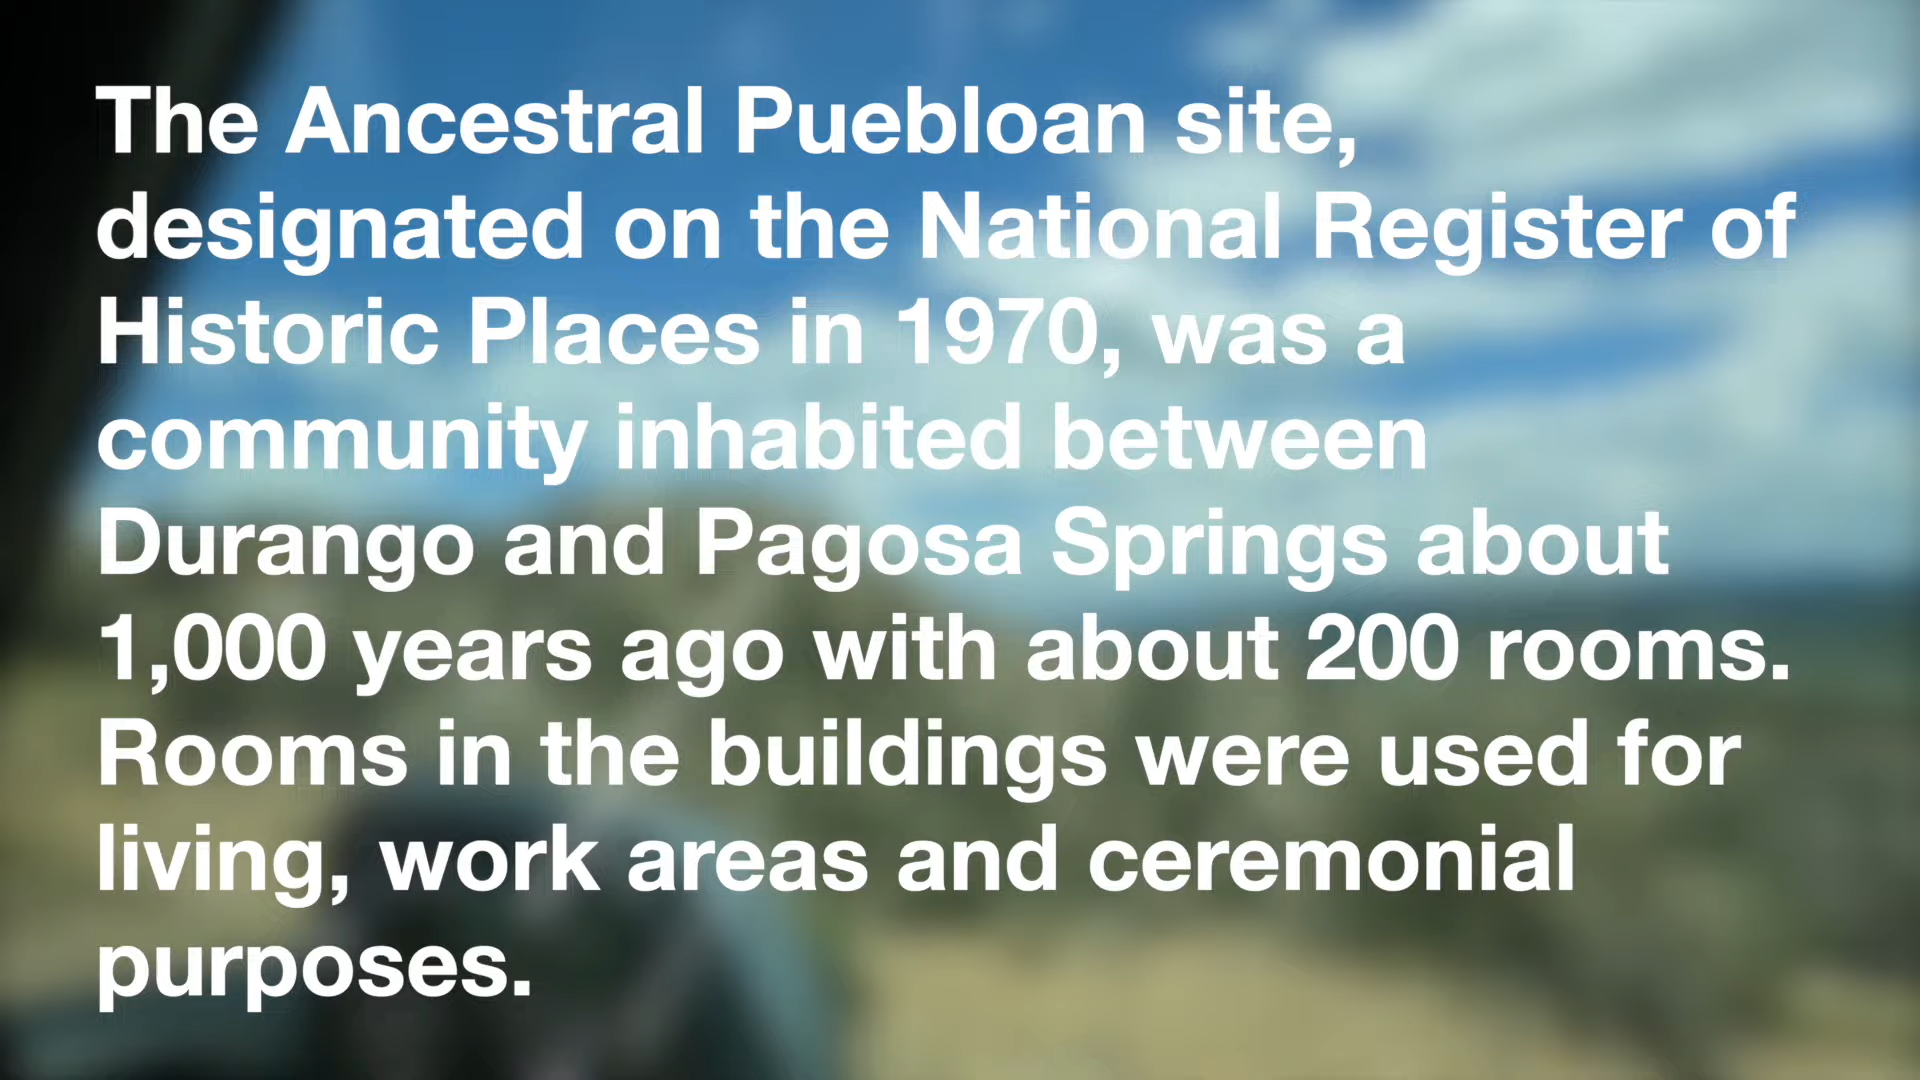 The Ancestral Puebloan site,
designated on the National Register of
Historic Places in 1970, was a
community inhabited between
Durango and Pagosa Springs about
1,000 years ago with about 200 rooms.
Rooms in the buildings were used for
living, work areas and ceremonial
purposes.